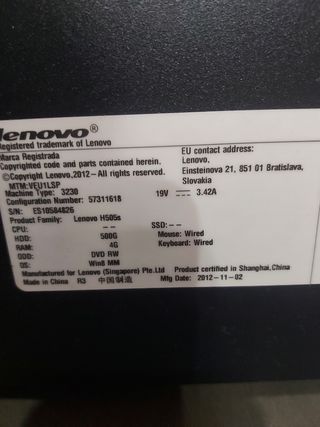 lenovo®
Registered trademark of Lenovo
Marca Registrada
Copyrighted code and parts contained herein.
©Copyright Lenovo,2012~ All rights reserved.
MTM:VEU1LSP
Machine Type: 3230
Configuration Number: 57311618
S/N: ES10584826
Product Family: Lenovo H505s
CPU: --
HDD: 500G
RAM: 4G
ODD: DVD RW
OS: Win8 MM
Manufactured for Lenovo (Singapore) Pte.Ltd
Made in China R3 中国制造
EU contact address:
Lenovo,
Einsteinova 21, 851 01 Bratislava,
Slovakia
19V 3.42A
SSD: --
Mouse: Wired
Keyboard: Wired
Product certified in Shanghai,China
Mfg Date: 2012-11-02